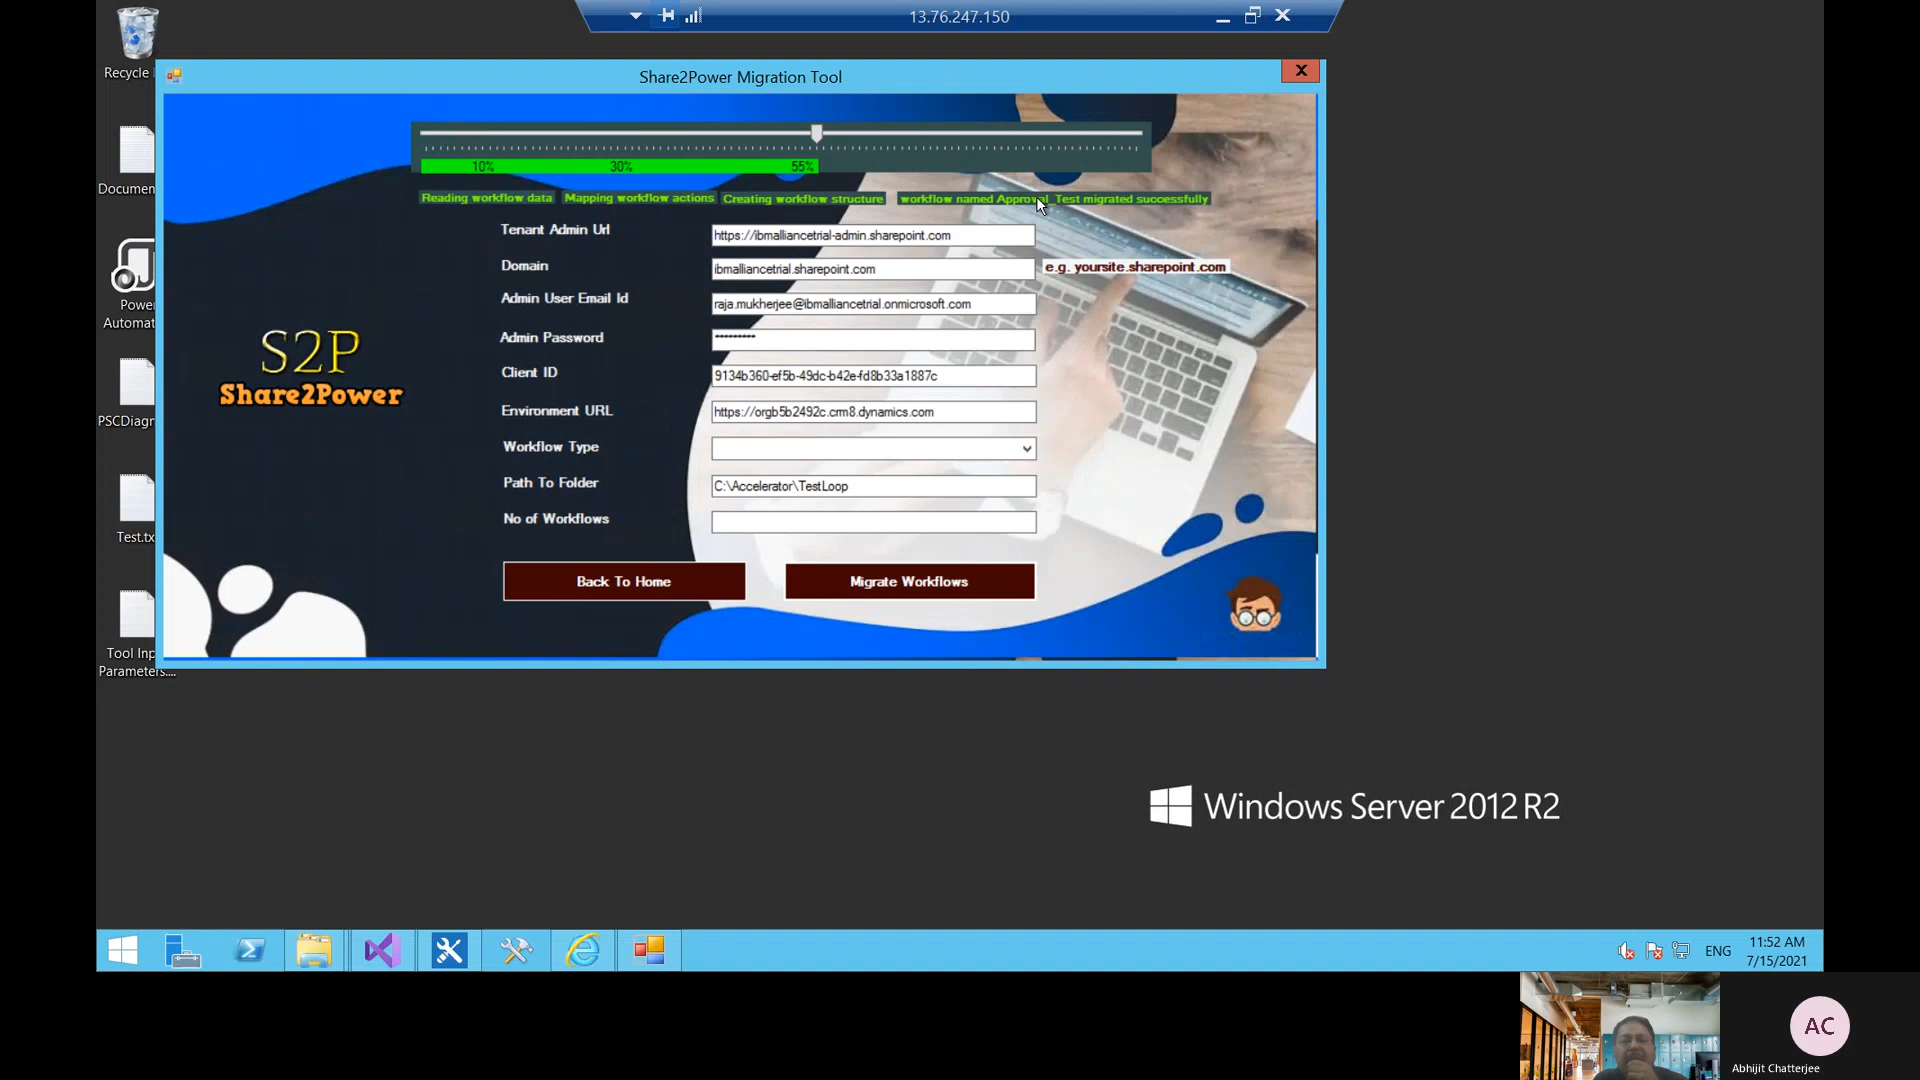 13.76.247.150
Recycle
Share2Power Migration Tool
x
10% 30% 55%
Documen
Reading workflow data Mapping workflow actions Creating workflow structure workflow named Approval_Test migrated successfully
Tenant Admin Url https://ibmalliancetrial-admin.sharepoint.com
Domain ibmalliancetrial.sharepoint.com e.g. yoursite.sharepoint.com
Admin User Email Id raja.mukherjee@ibmalliancetrial.onmicrosoft.com
Power
Automat
Admin Password *********
S2P
Share2Power
Client ID 9134b360-ef5b-49dc-b42e-fd8b33a1887c
Environment URL https://orgb5b2492c.crm8.dynamics.com
PSCDiagr
Workflow Type
Path To Folder C:\Accelerator\TestLoop
No of Workflows
Test.tx
Back To Home Migrate Workflows
Tool Inp
Parameters....
Windows Server 2012 R2
ENG 11:52 AM
7/15/2021
AC
Abhijit Chatterjee